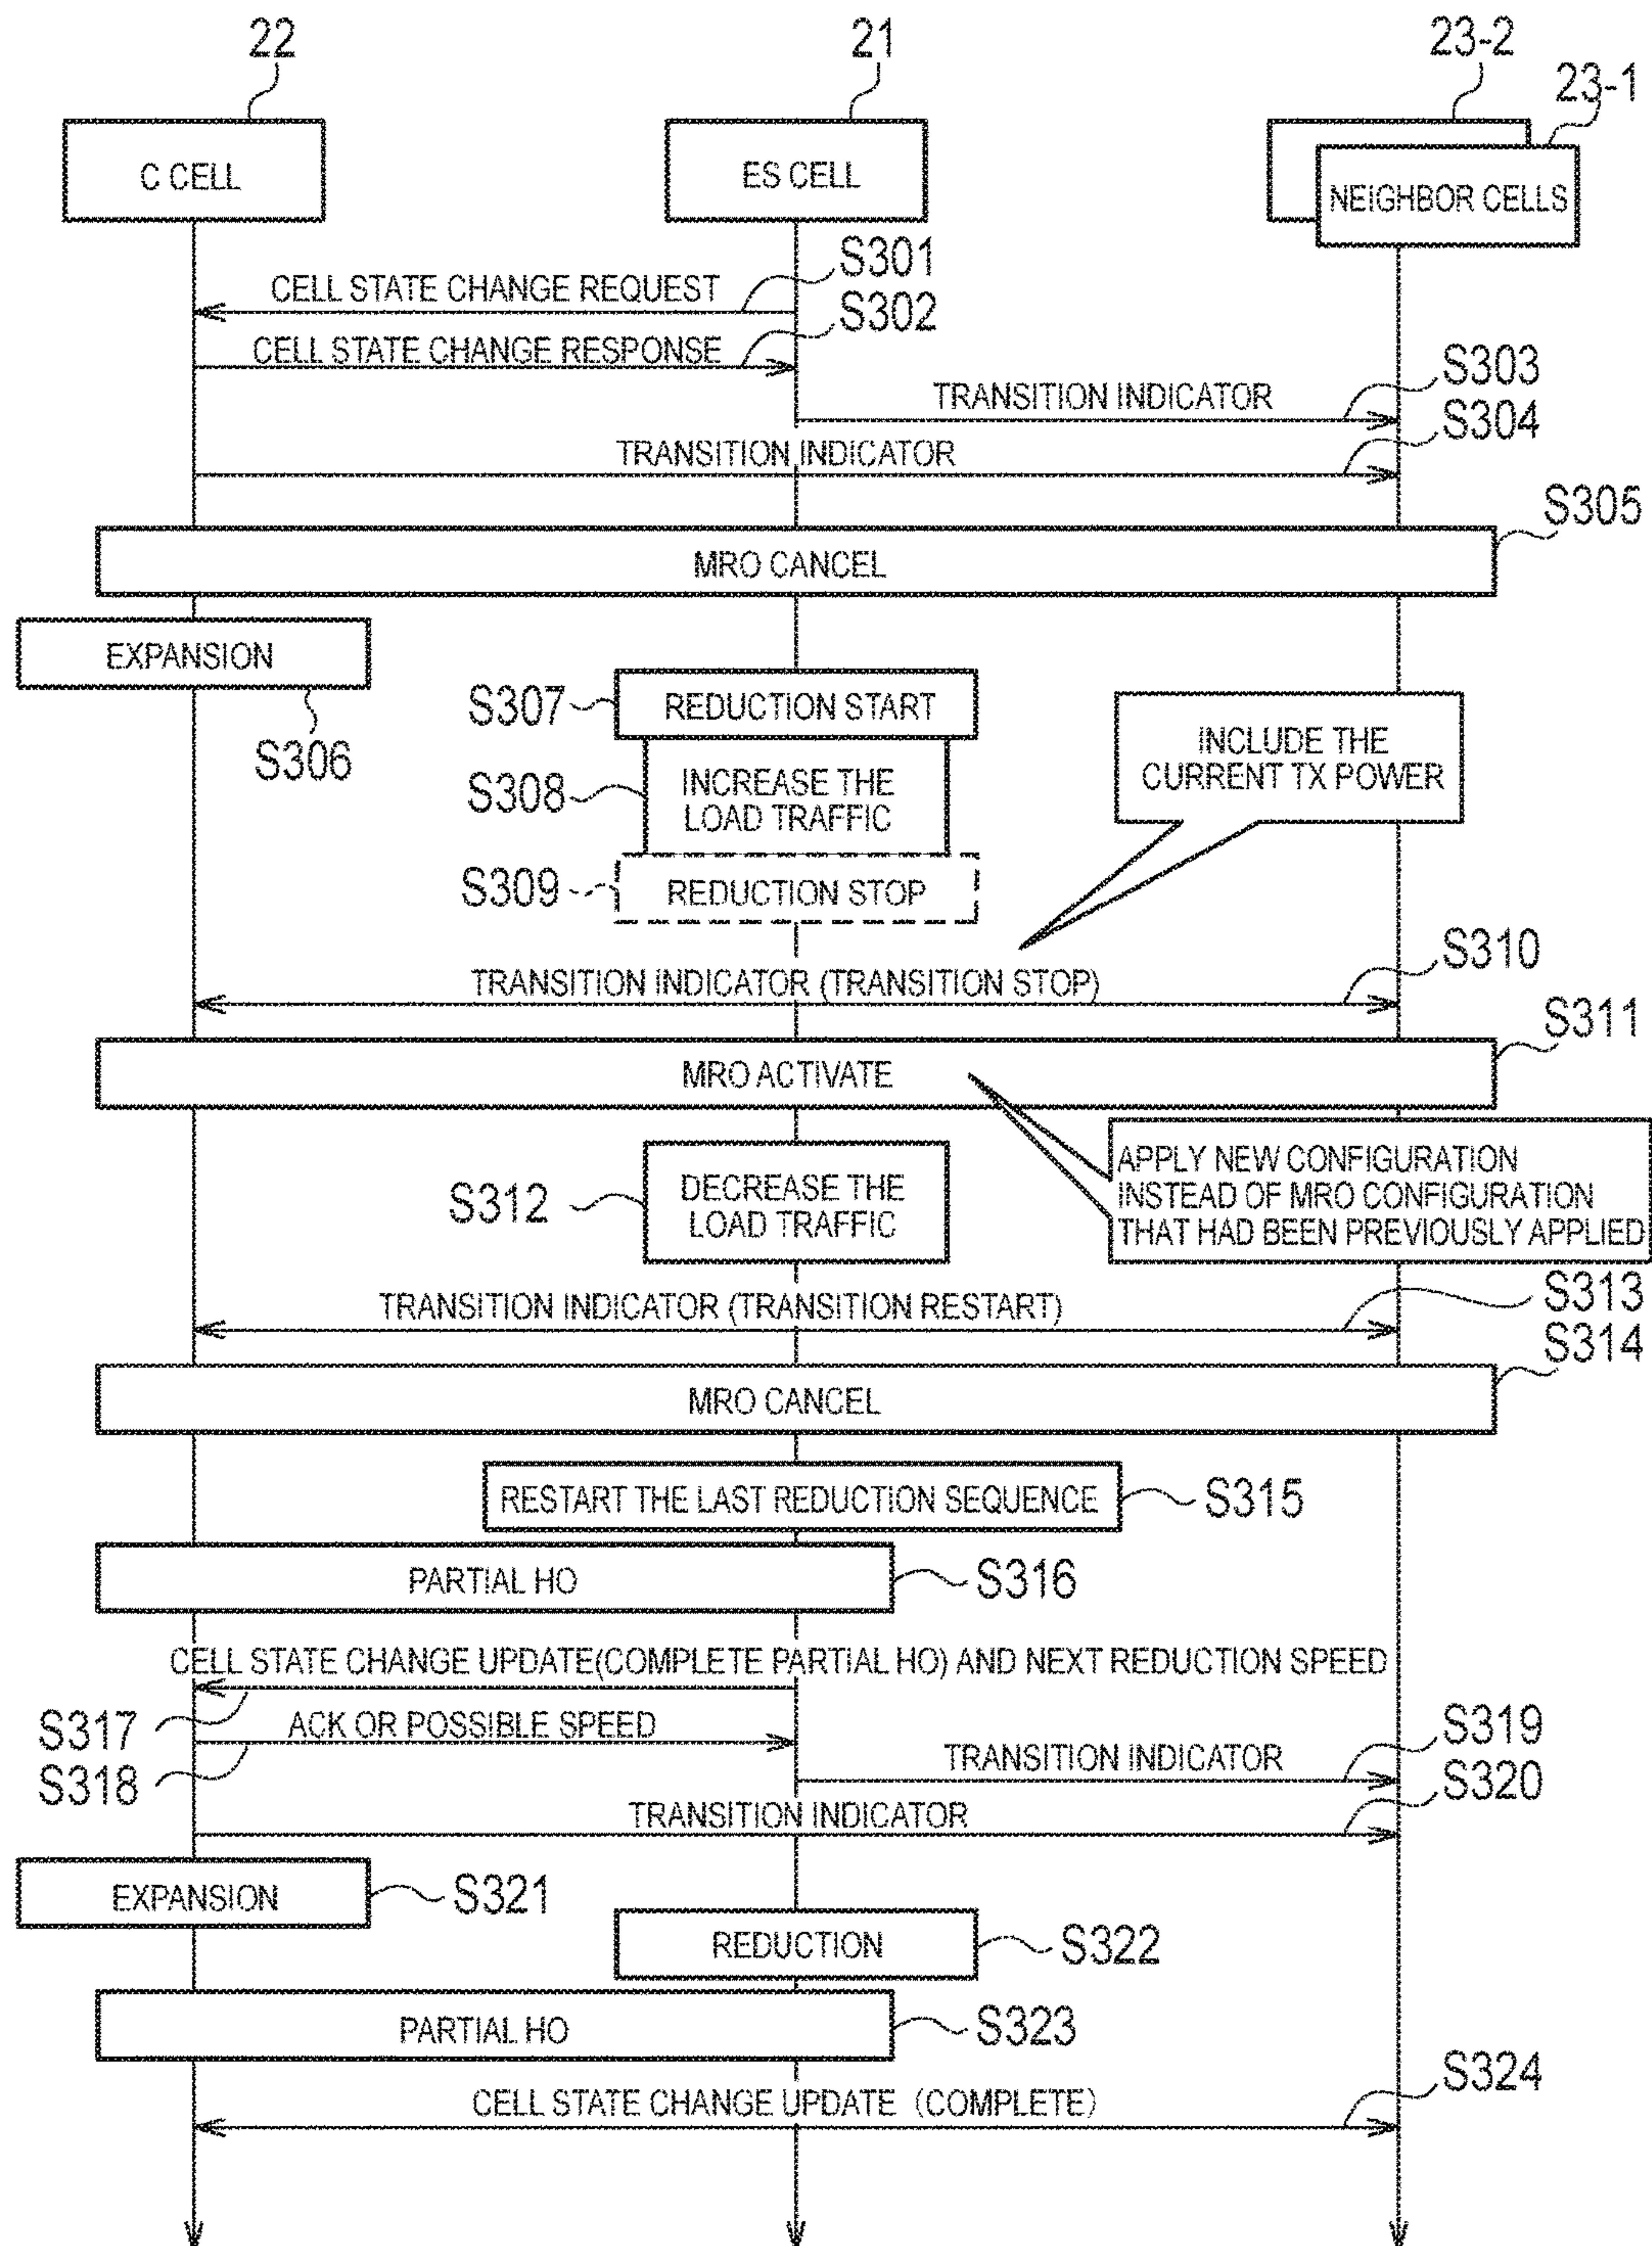 22
21
23-2
23-1
C CELL
ES CELL
NEIGHBOR CELLS
S301
CELL STATE CHANGE REQUEST
S302
CELL STATE CHANGE RESPONSE
S303
TRANSITION INDICATOR
S304
TRANSITION INDICATOR
S305
MRO CANCEL
EXPANSION
S306
S307
REDUCTION START
INCLUDE THE
CURRENT TX POWER
S308
INCREASE THE
LOAD TRAFFIC
S309
REDUCTION STOP
S310
TRANSITION INDICATOR (TRANSITION STOP)
S311
MRO ACTIVATE
APPLY NEW CONFIGURATION
INSTEAD OF MRO CONFIGURATION
THAT HAD BEEN PREVIOUSLY APPLIED
S312
DECREASE THE
LOAD TRAFFIC
S313
TRANSITION INDICATOR (TRANSITION RESTART)
S314
MRO CANCEL
RESTART THE LAST REDUCTION SEQUENCE
S315
PARTIAL HO
S316
CELL STATE CHANGE UPDATE(COMPLETE PARTIAL HO) AND NEXT REDUCTION SPEED
S317
ACK OR POSSIBLE SPEED
S318
S319
TRANSITION INDICATOR
S320
TRANSITION INDICATOR
EXPANSION
S321
REDUCTION
S322
PARTIAL HO
S323
S324
CELL STATE CHANGE UPDATE (COMPLETE)